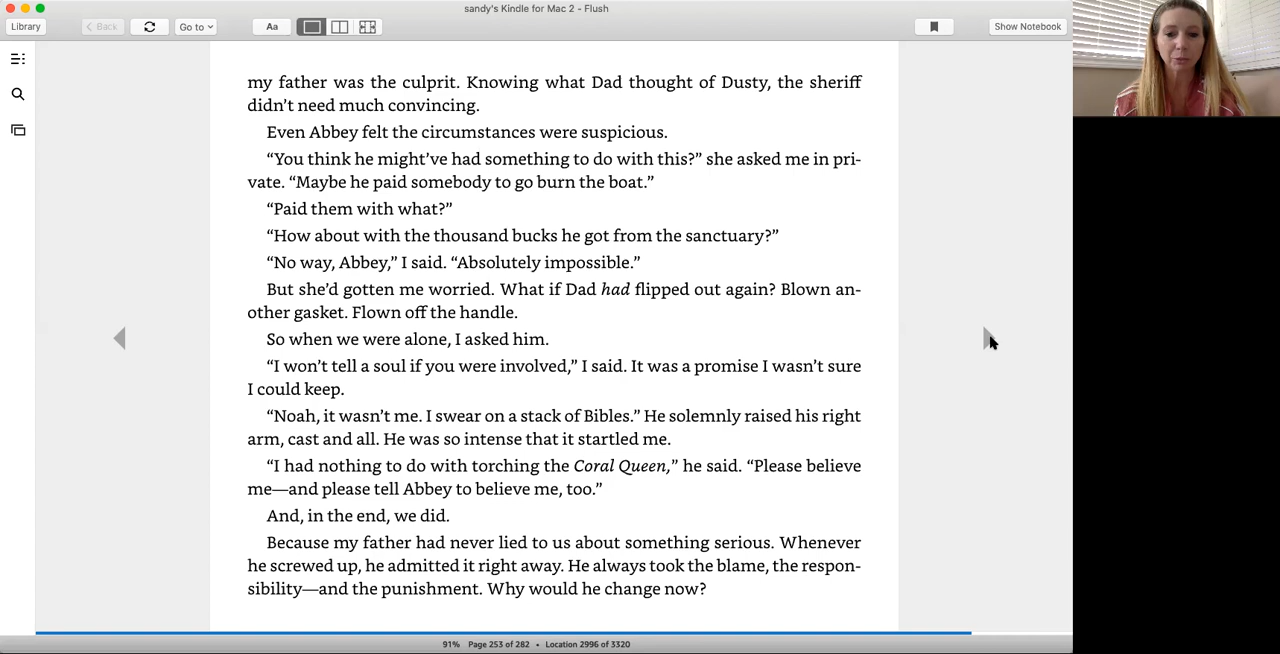 sandy's Kindle for Mac 2 - Flush
Library
< Back
Go to
Aa
Show Notebook
my father was the culprit. Knowing what Dad thought of Dusty, the sheriff
didn’t need much convincing.
Even Abbey felt the circumstances were suspicious.
“You think he might’ve had something to do with this?” she asked me in pri-
vate. “Maybe he paid somebody to go burn the boat.”
“Paid them with what?”
“How about with the thousand bucks he got from the sanctuary?”
“No way, Abbey,” I said. “Absolutely impossible.”
But she’d gotten me worried. What if Dad had flipped out again? Blown an-
other gasket. Flown off the handle.
So when we were alone, I asked him.
“I won’t tell a soul if you were involved,” I said. It was a promise I wasn’t sure
I could keep.
“Noah, it wasn’t me. I swear on a stack of Bibles.” He solemnly raised his right
arm, cast and all. He was so intense that it startled me.
“I had nothing to do with torching the Coral Queen,” he said. “Please believe
me—and please tell Abbey to believe me, too.”
And, in the end, we did.
Because my father had never lied to us about something serious. Whenever
he screwed up, he admitted it right away. He always took the blame, the respon-
sibility—and the punishment. Why would he change now?
91% Page 253 of 282 • Location 2996 of 3320